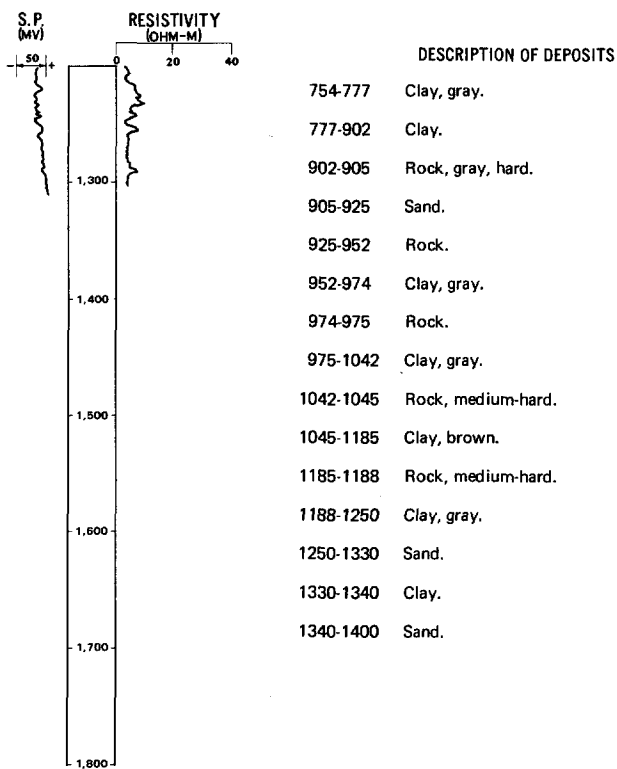 S.P.
(MV)
RESISTIVITY
(OHM-M)
- 50 +
0 20 40
DESCRIPTION OF DEPOSITS
754-777 Clay, gray.
777-902 Clay.
902-905 Rock, gray, hard.
905-925 Sand.
925-952 Rock.
952-974 Clay, gray.
974-975 Rock.
975-1042 Clay, gray.
1042-1045 Rock, medium-hard.
1045-1185 Clay, brown.
1185-1188 Rock, medium-hard.
1188-1250 Clay, gray.
1250-1330 Sand.
1330-1340 Clay.
1340-1400 Sand.
1,300
1,400
1,500
1,600
1,700
1,800